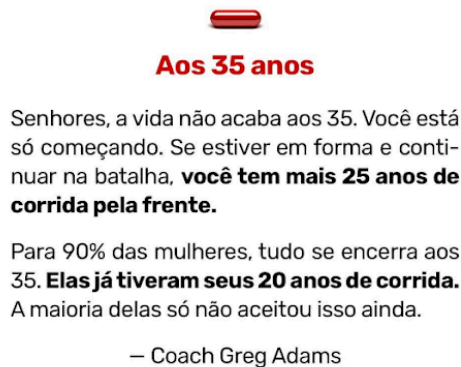 Aos 35 anos
Senhores, a vida não acaba aos 35. Você está
só começando. Se estiver em forma e conti-
nuar na batalha, você tem mais 25 anos de
corrida pela frente.
Para 90% das mulheres, tudo se encerra aos
35. Elas já tiveram seus 20 anos de corrida.
A maioria delas só não aceitou isso ainda.
— Coach Greg Adams